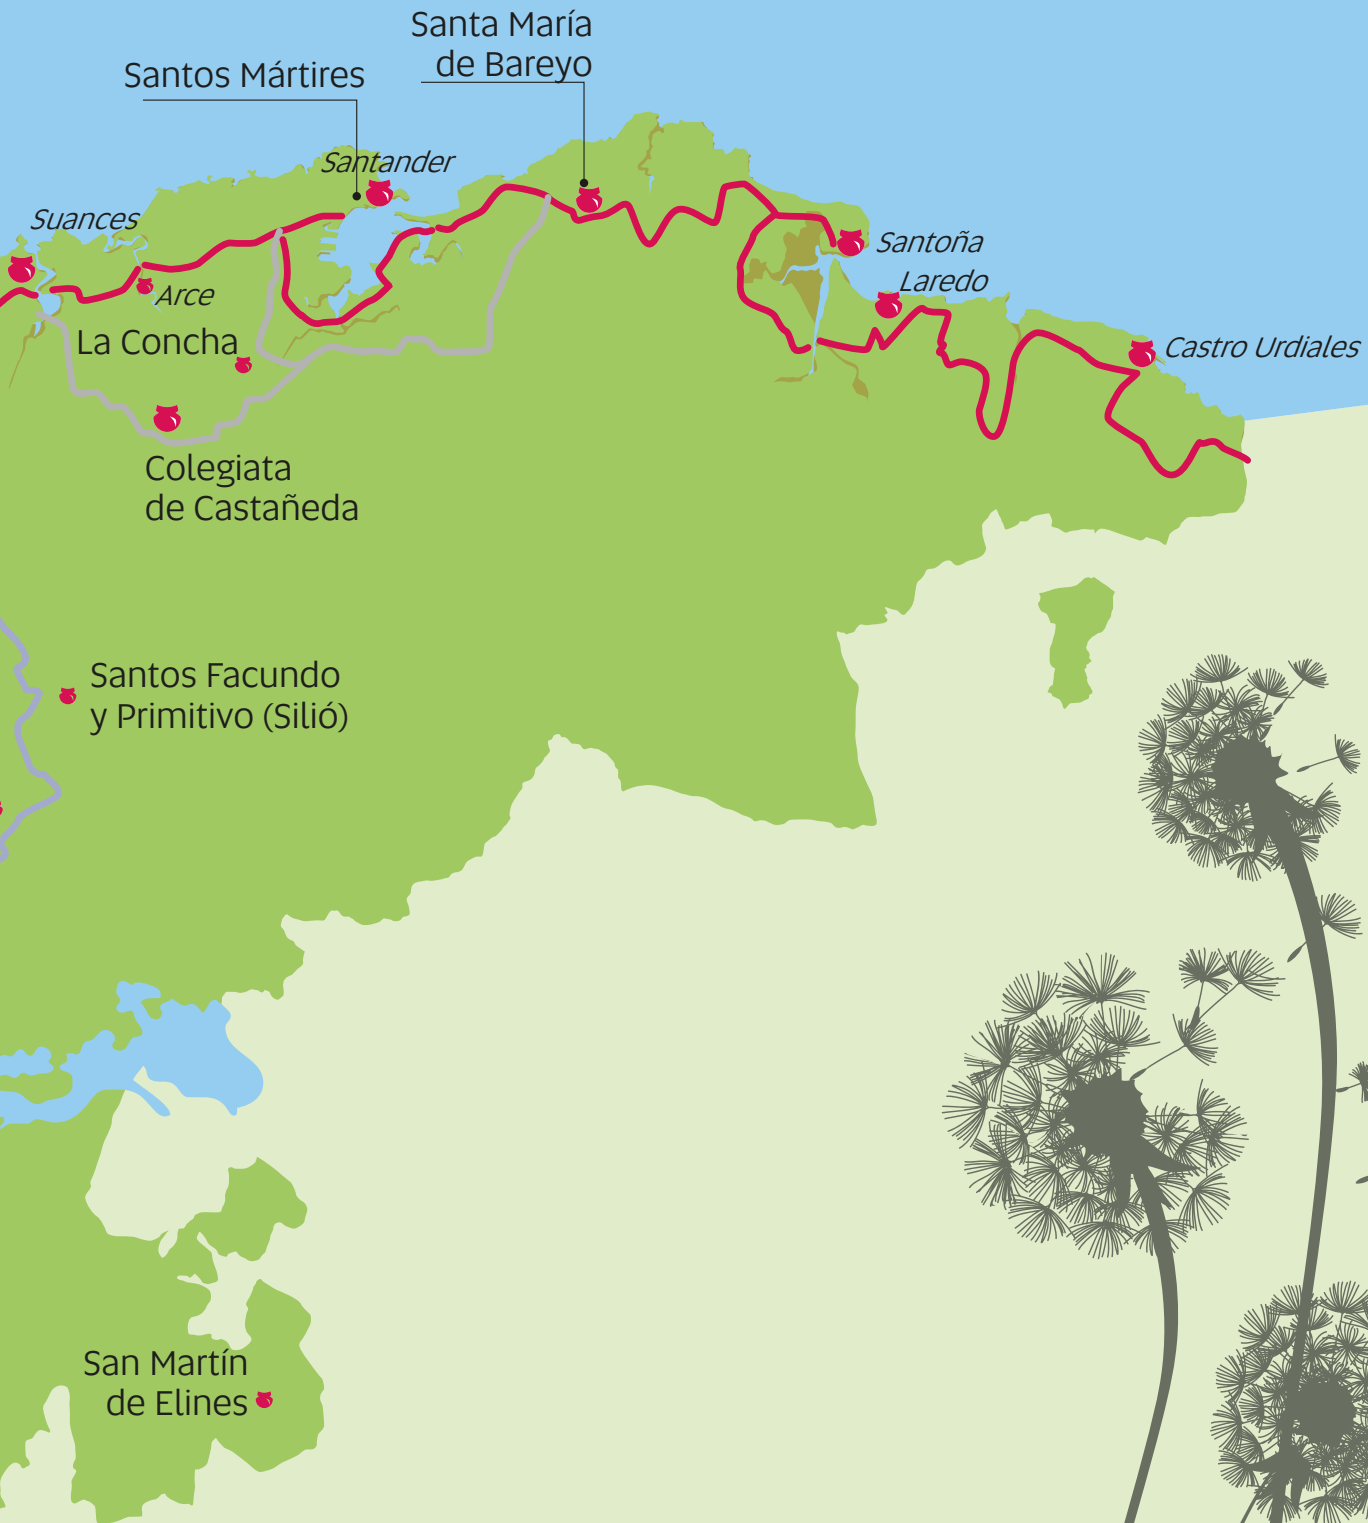 Santa María
de Bareyo
Santos Mártires
Santander
Suances
Santoña
Laredo
Arce
La Concha
Castro Urdiales
Colegiata
de Castañeda
Santos Facundo
y Primitivo (Silió)
San Martín
de Elines